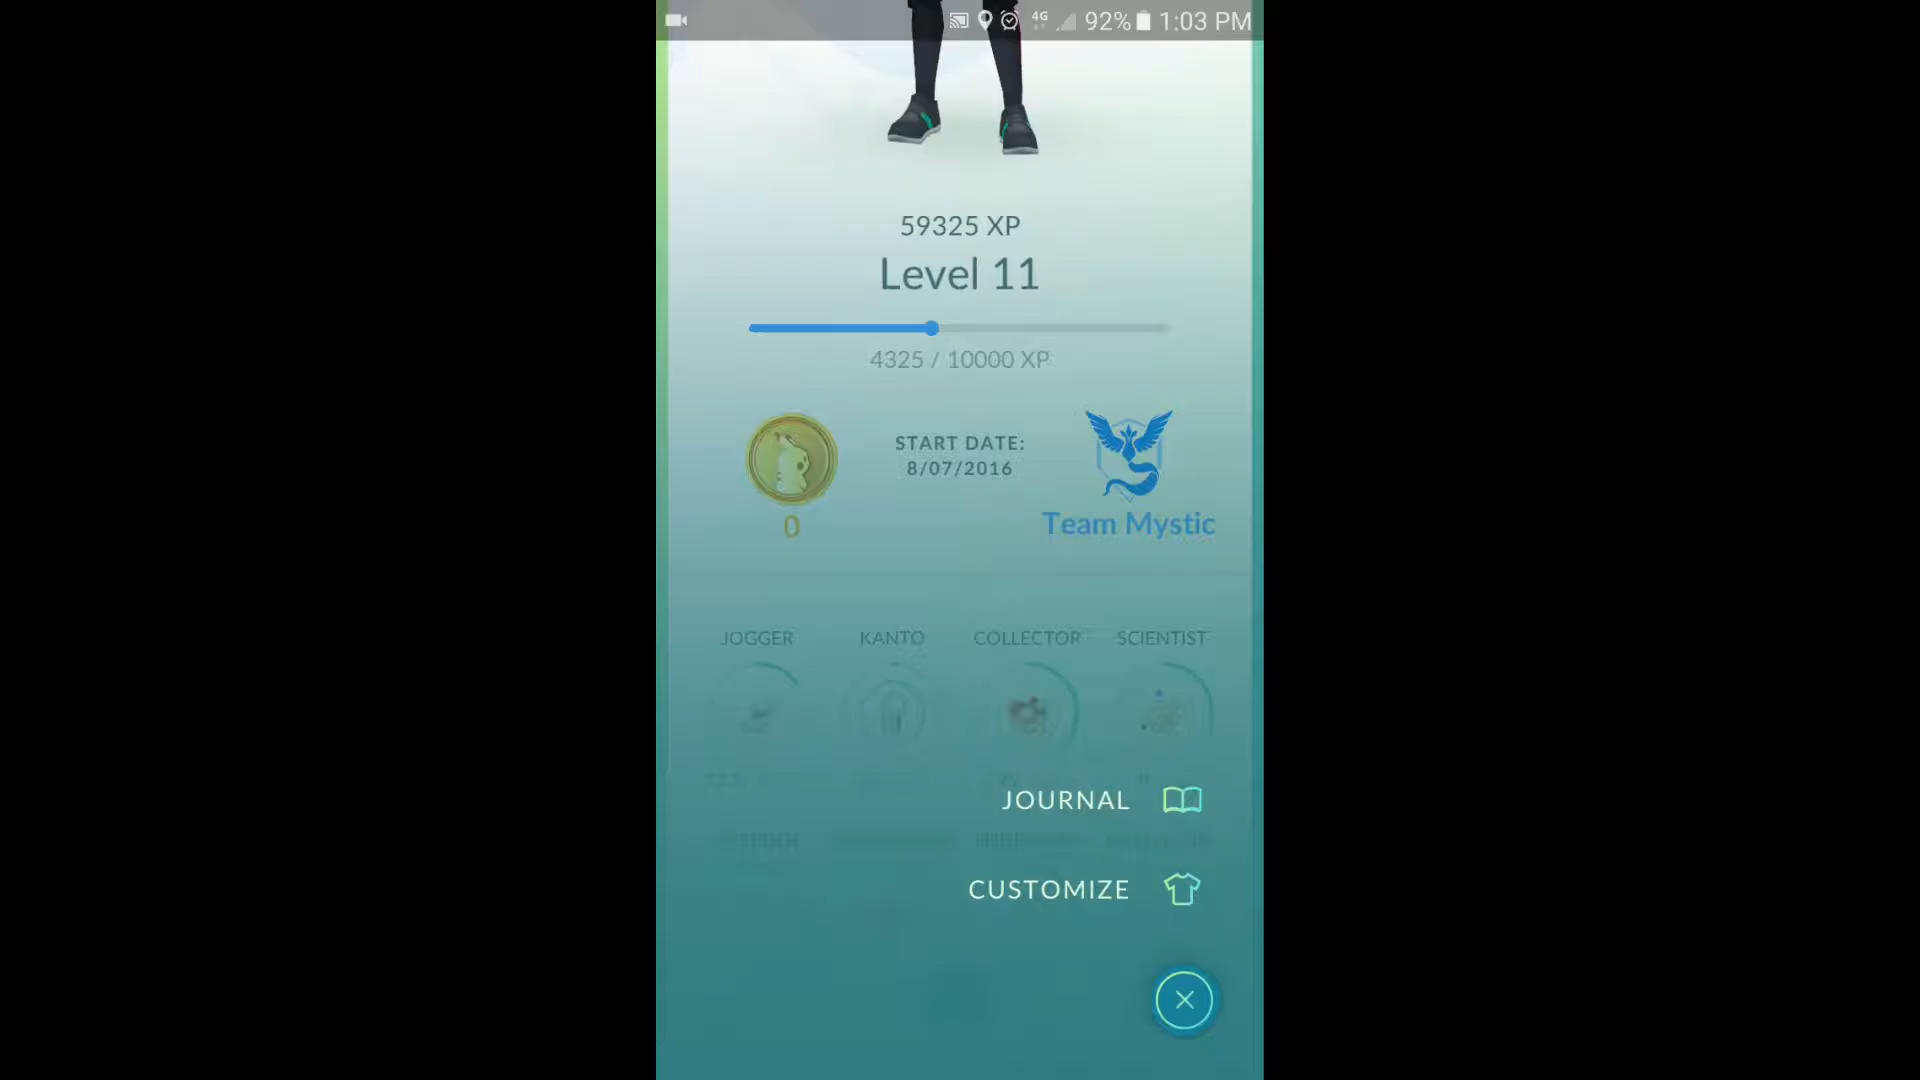 4G 92% 1:03 PM
59325 XP
Level 11
4325 / 10000 XP
START DATE:
8/07/2016
0
Team Mystic
JOGGER KANTO COLLECTOR SCIENTIST
JOURNAL
CUSTOMIZE